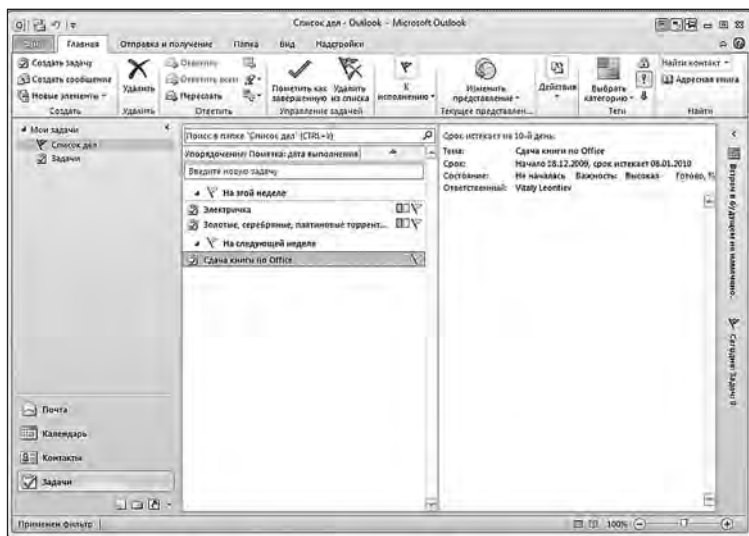 Список дел - Outlook - Microsoft Outlook
Главная Отправка и получение Папка Вид Надстройки
Создать задачу
Создать сообщение
Новые элементы
Создать
Удалить
Удалить
Ответить
Ответить всем
Переслать
Ответить
Пометить как завершенную
Удалить из списка
Управление задачей
К исполнению
Изменить представление
Текущее представлен...
Действия
Выбрать категорию
Теги
Найти контакт
Адресная книга
Найти
Мои задачи
Список дел
Задачи
Почта
Календарь
Контакты
Задачи
Поиск в папке "Список дел" (CTRL+У)
Упорядочение: Пометка: дата выполнения
Введите новую задачу
На этой неделе
Электричка
Золотые, серебряные, платиновые торрент...
На следующей неделе
Сдача книги по Office
Срок истекает на 10-й день.
Тема: Сдача книги по Office
Срок: Начало 18.12.2009, срок истекает 08.01.2010
Состояние: Не началась Важность: Высокая Готово, %
Ответственный: Vitaly Leontiev
Встреч в будущем не намечено.
Сегодня: Задач: 0
Применен фильтр
100%